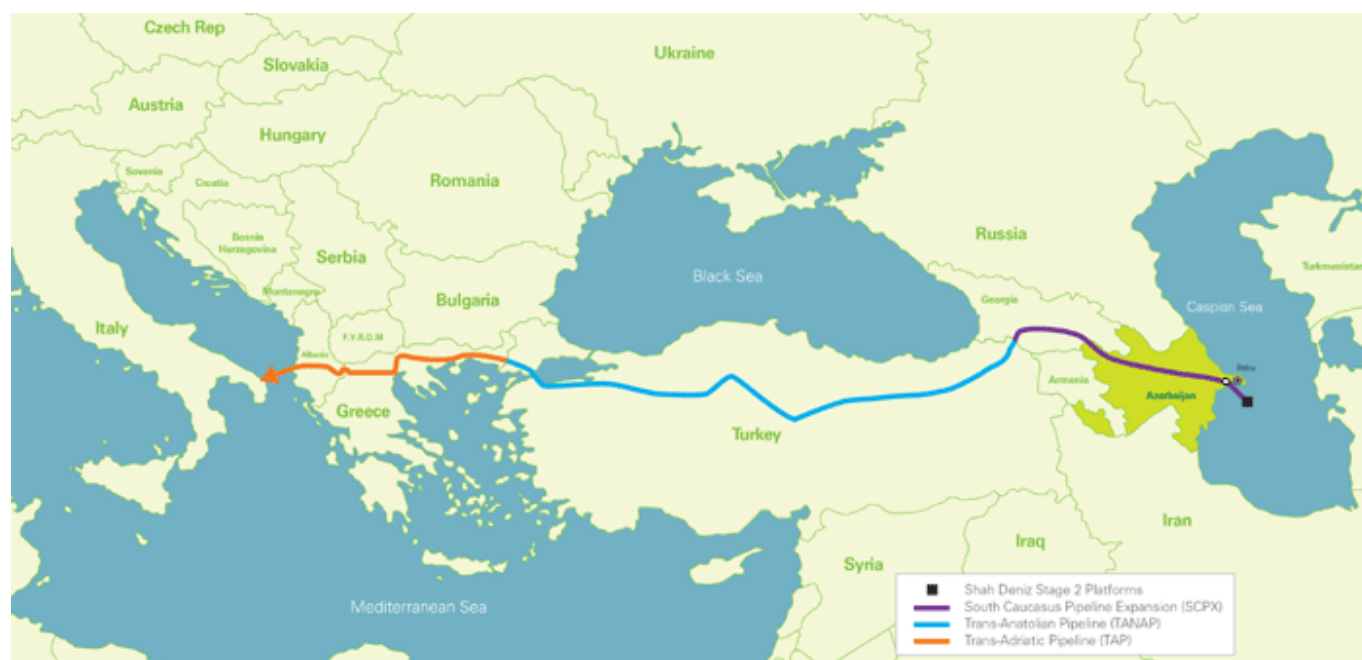 Czech Rep
Ukraine
Slovakia
Austria
Hungary
Sovenia
Croatia
Romania
Bosnia
Herzegovina
Serbia
Russia
Black Sea
Turkmenistan
Montenegro
Bulgaria
Georgia
Caspian Sea
Italy
F.Y.R.O.M
Albania
Baku
Armenia
Azerbaijan
Greece
Turkey
Iran
Iraq
Syria
Mediterranean Sea
Shah Deniz Stage 2 Platforms
South Caucasus Pipeline Expansion (SCPX)
Trans-Anatolian Pipeline (TANAP)
Trans-Adriatic Pipeline (TAP)